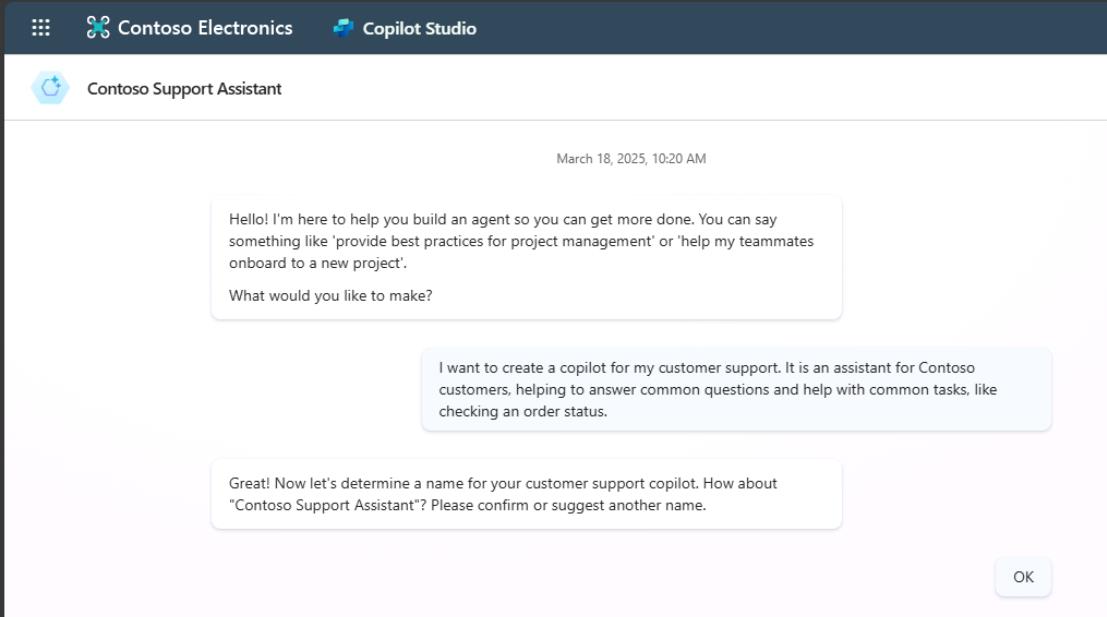 Contoso Electronics Copilot Studio
Contoso Support Assistant
March 18, 2025, 10:20 AM
Hello! I'm here to help you build an agent so you can get more done. You can say
something like 'provide best practices for project management' or 'help my teammates
onboard to a new project'.
What would you like to make?
I want to create a copilot for my customer support. It is an assistant for Contoso
customers, helping to answer common questions and help with common tasks, like
checking an order status.
Great! Now let's determine a name for your customer support copilot. How about
"Contoso Support Assistant"? Please confirm or suggest another name.
OK